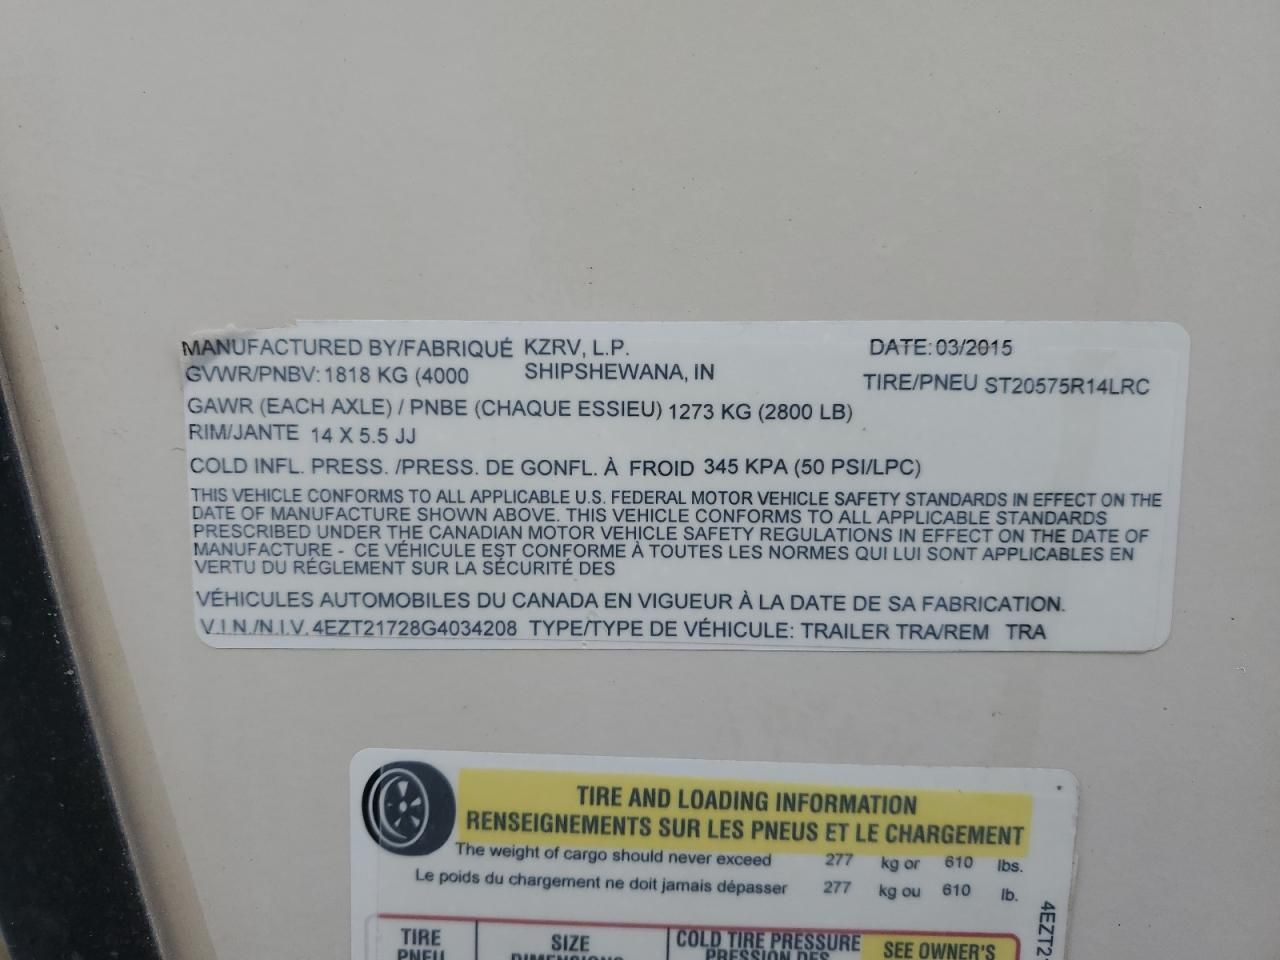 MANUFACTURED BY/FABRIQUÉ KZRV, L.P. DATE: 03/2015
GVWR/PNBV: 1818 KG (4000 SHIPSHEWANA, IN TIRE/PNEU ST20575R14LRC
GAWR (EACH AXLE) / PNBE (CHAQUE ESSIEU) 1273 KG (2800 LB)
RIM/JANTE 14 X 5.5 JJ
COLD INFL. PRESS. /PRESS. DE GONFL. À FROID 345 KPA (50 PSI/LPC)
THIS VEHICLE CONFORMS TO ALL APPLICABLE U.S. FEDERAL MOTOR VEHICLE SAFETY STANDARDS IN EFFECT ON THE
DATE OF MANUFACTURE SHOWN ABOVE. THIS VEHICLE CONFORMS TO ALL APPLICABLE STANDARDS
PRESCRIBED UNDER THE CANADIAN MOTOR VEHICLE SAFETY REGULATIONS IN EFFECT ON THE DATE OF
MANUFACTURE - CE VÉHICULE EST CONFORME À TOUTES LES NORMES QUI LUI SONT APPLICABLES EN
VERTU DU RÉGLEMENT SUR LA SÉCURITÉ DES
VÉHICULES AUTOMOBILES DU CANADA EN VIGUEUR À LA DATE DE SA FABRICATION.
V.I.N./N.I.V. 4EZT21728G4034208 TYPE/TYPE DE VÉHICULE: TRAILER TRA/REM TRA
TIRE AND LOADING INFORMATION
RENSEIGNEMENTS SUR LES PNEUS ET LE CHARGEMENT
The weight of cargo should never exceed 277 kg or 610 lbs.
Le poids du chargement ne doit jamais dépasser 277 kg ou 610 lb.
TIRE SIZE COLD TIRE PRESSURE SEE OWNER'S
PNEU DIMENSIONS PRESSION DES
4EZT2